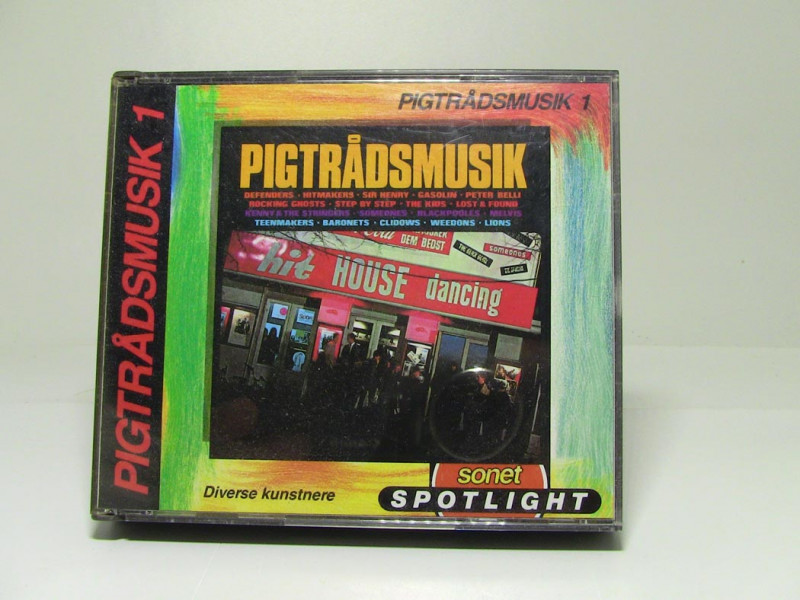 PIGTRÅDSMUSIK 1
PIGTRÅDSMUSIK 1
PIGTRÅDSMUSIK
DEFENDERS · HITMAKERS · SIR HENRY · GASOLIN · PETER BELLI
ROCKING GHOSTS · STEP BY STEP · THE KIDS · LOST & FOUND
KENNY & THE STRINGERS · SOMEONES · BLACKPOOLES · MELVIS
TEENMAKERS · BARONETS · CLIDOWS · WEEDONS · LIONS
DEM BEDST
someones
hit HOUSE dancing
Diverse kunstnere
sonet
SPOTLIGHT